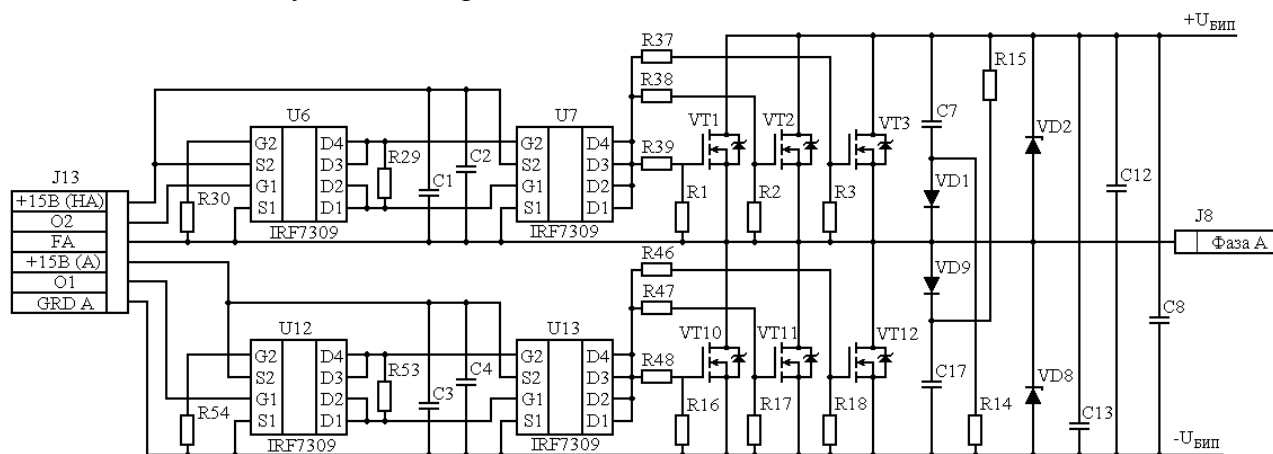 +UБИП
R37
R15
R38
U6
U7
VT1
VT2
VT3
C7
VD2
G2
D4
G2
D4
R39
S2
D3
R29
C2
S2
D3
J13
G1
D2
G1
D2
VD1
C12
+15В (НА)
R30
S1
D1
C1
S1
D1
R1
R2
R3
J8
O2
IRF7309
IRF7309
Фаза А
FA
+15В (А)
R46
VD9
O1
GRD A
R47
C8
U12
U13
VT10
VT11
VT12
G2
D4
G2
D4
R48
S2
D3
R53
C4
S2
D3
C17
VD8
G1
D2
C3
G1
D2
R54
S1
D1
S1
D1
R16
R17
R18
R14
C13
IRF7309
IRF7309
-UБИП